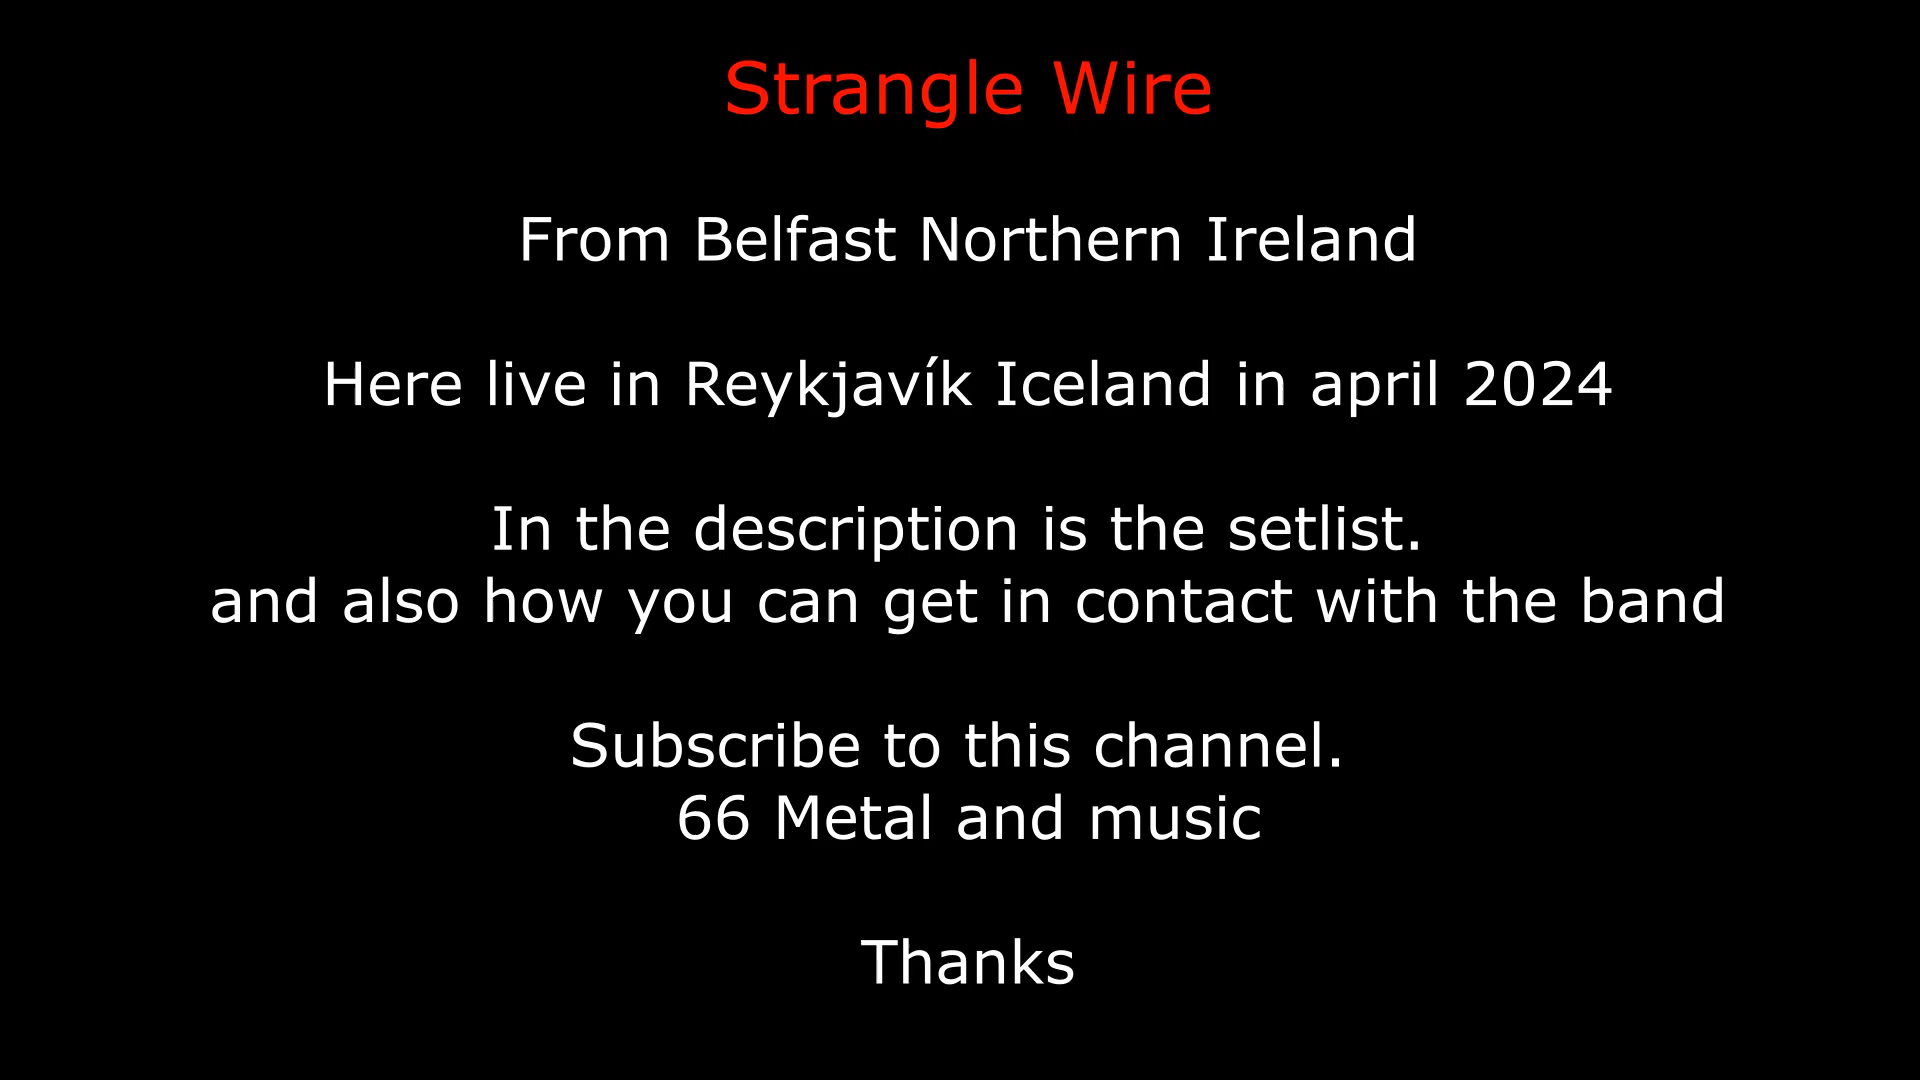 Strangle Wire
From Belfast Northern Ireland
Here live in Reykjavík Iceland in april 2024
In the description is the setlist.
and also how you can get in contact with the band
Subscribe to this channel.
66 Metal and music
Thanks